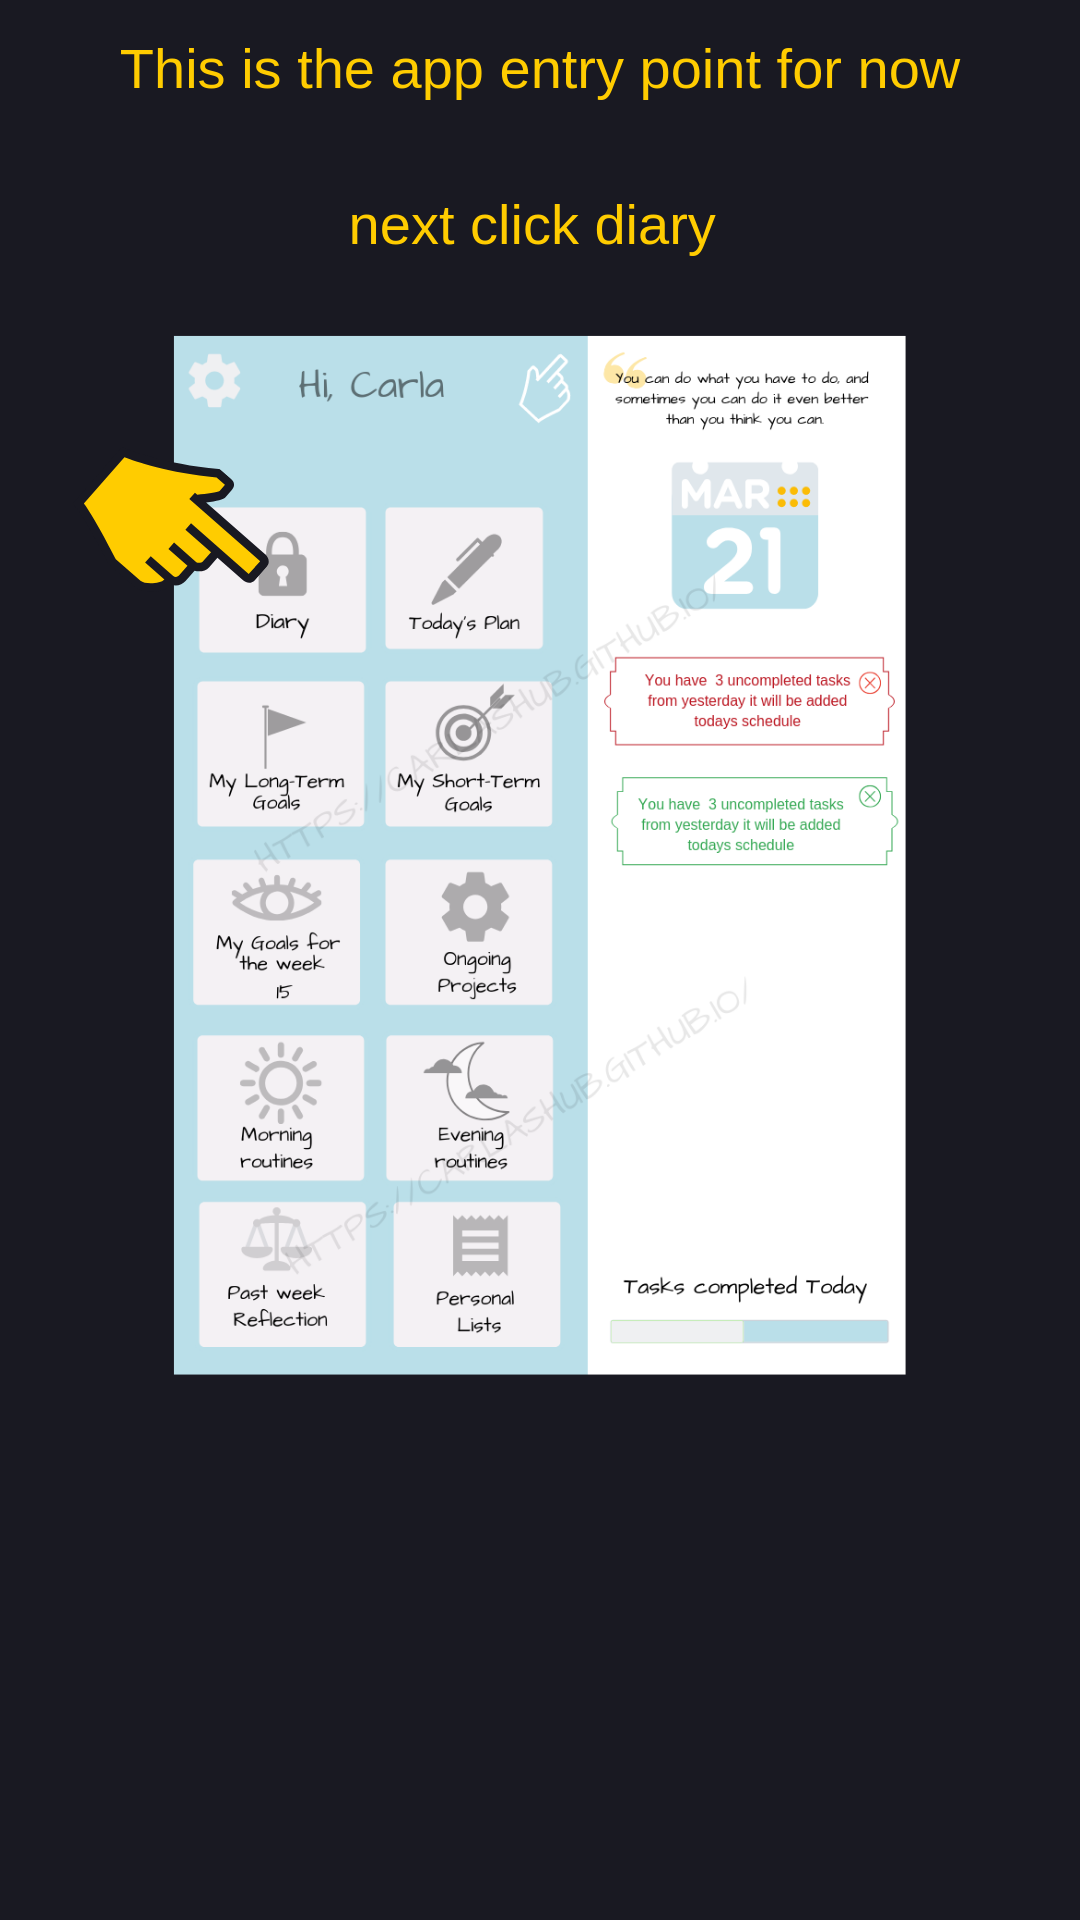 This is the app entry point for now
next click diary
Hi, Carla
You can do what you have to do, and
sometimes you can do it even better
than you think you can.
MAR
21
Diary
Today's Plan
You have  3 uncompleted tasks
from yesterday it will be added
todays schedule
My Long-Term
Goals
My Short-Term
Goals
You have  3 uncompleted tasks
from yesterday it will be added
todays schedule
My Goals for
the week
15
Ongoing
Projects
Morning
routines
Evening
routines
Past week
Reflection
Personal
Lists
Tasks completed Today
HTTPS://CARLASHUB.GITHUB.IO/
HTTPS://CARLASHUB.GITHUB.IO/